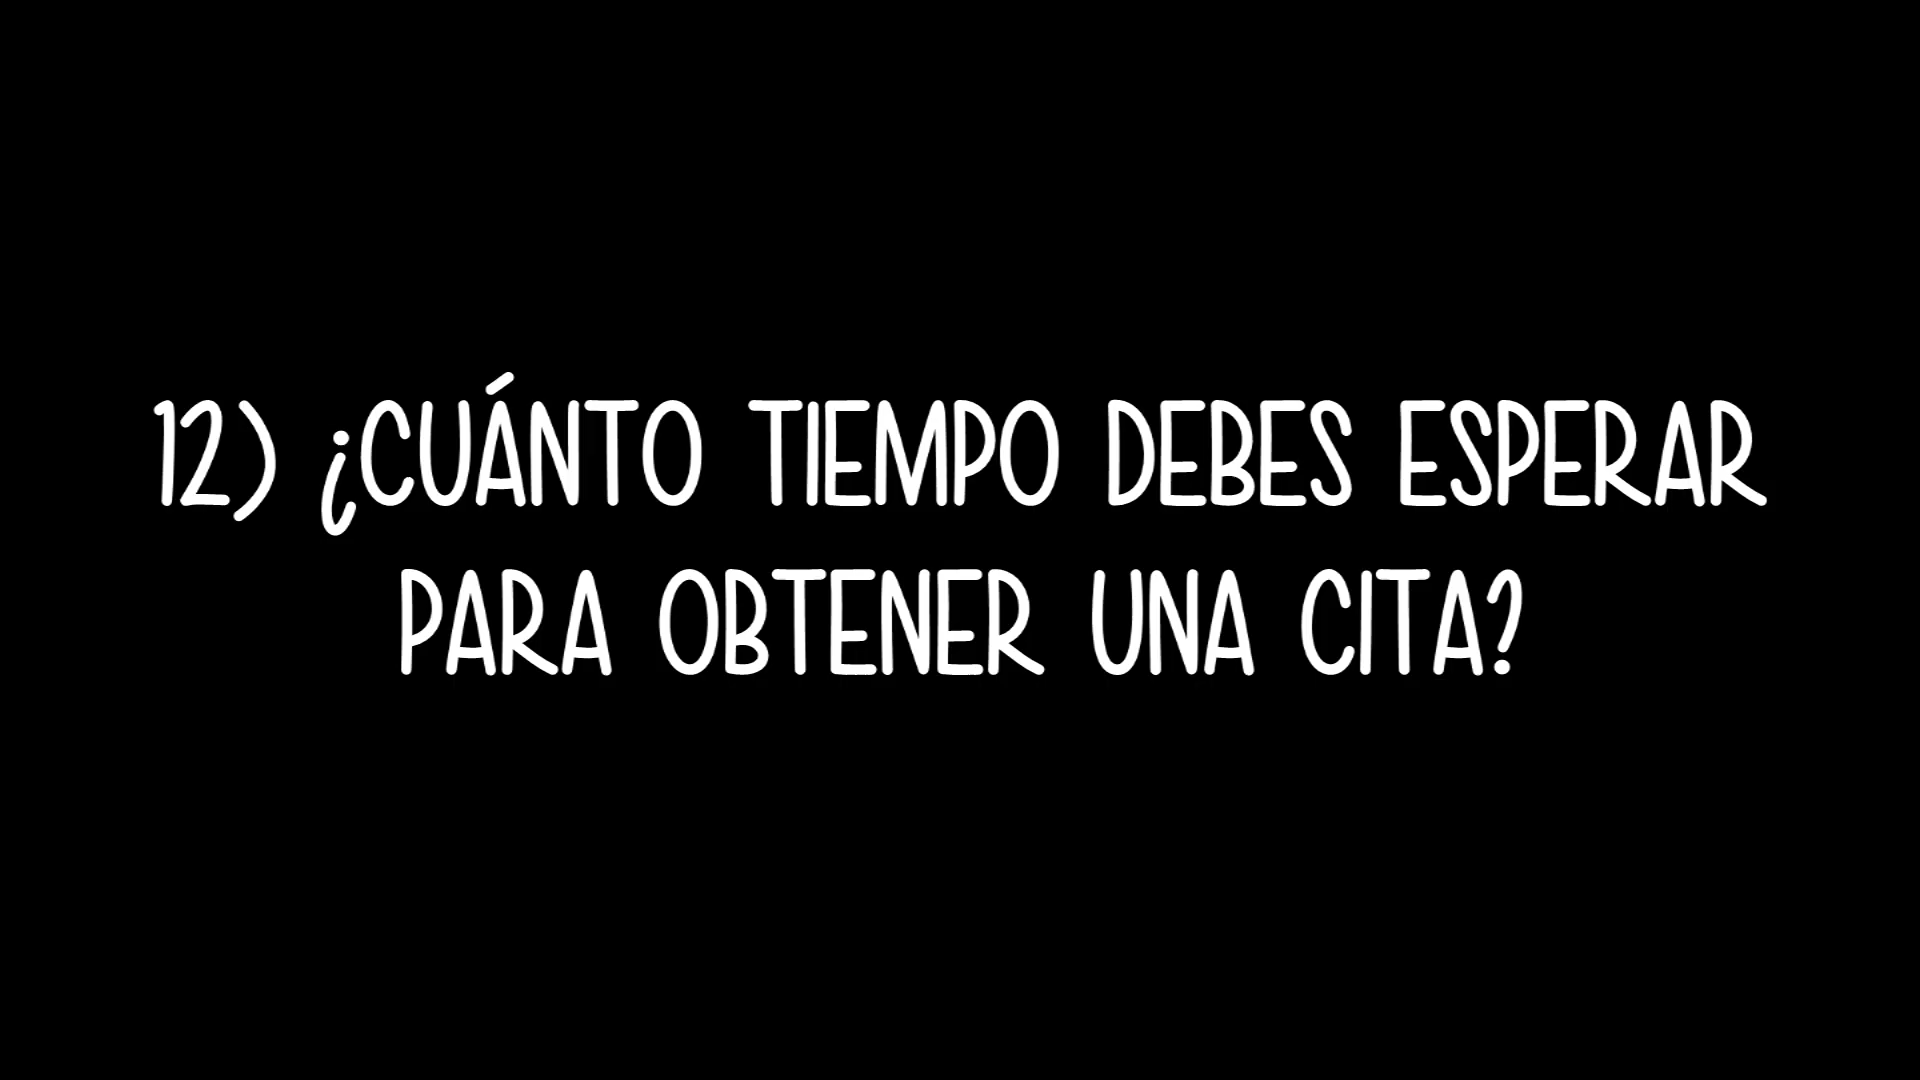 12) ¿CUÁNTO TIEMPO DEBES ESPERAR
PARA OBTENER UNA CITA?